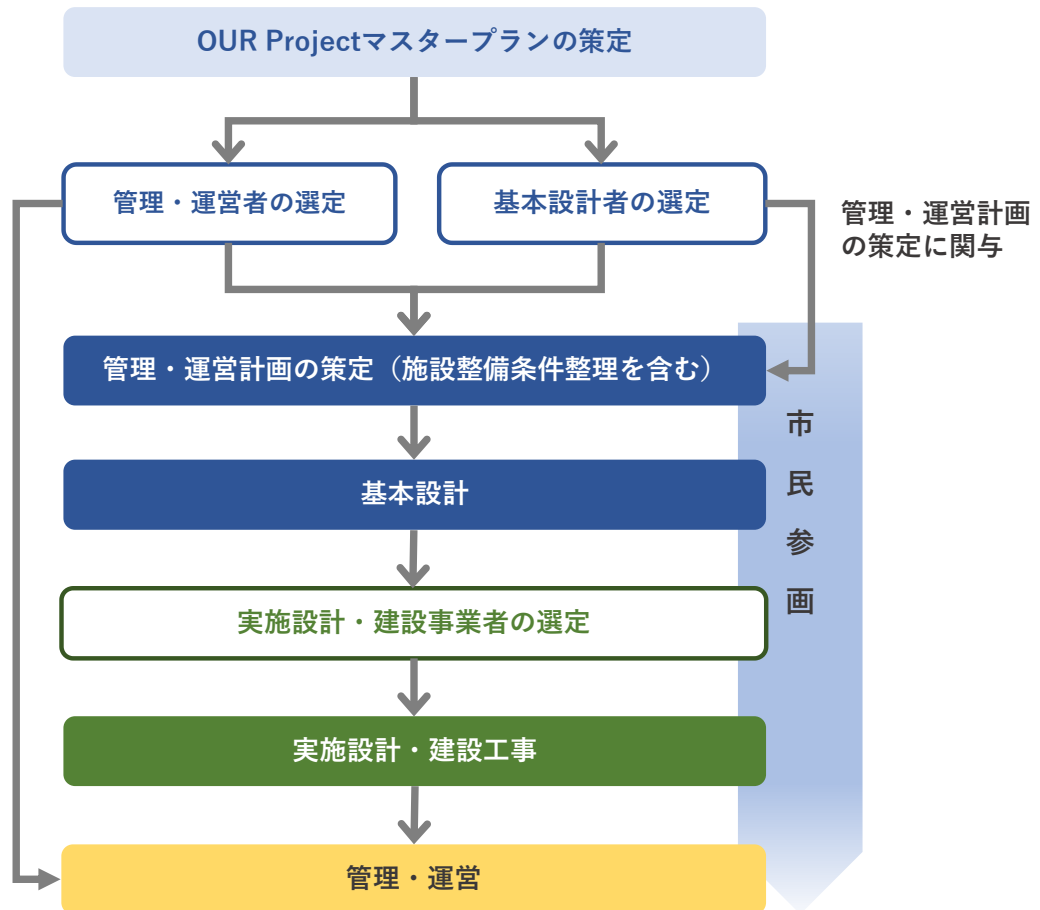 OUR Projectマスタープランの策定
管理・運営者の選定
基本設計者の選定
管理・運営計画
の策定に関与
管理・運営計画の策定（施設整備条件整理を含む）
市
民
参
画
基本設計
実施設計・建設事業者の選定
実施設計・建設工事
管理・運営